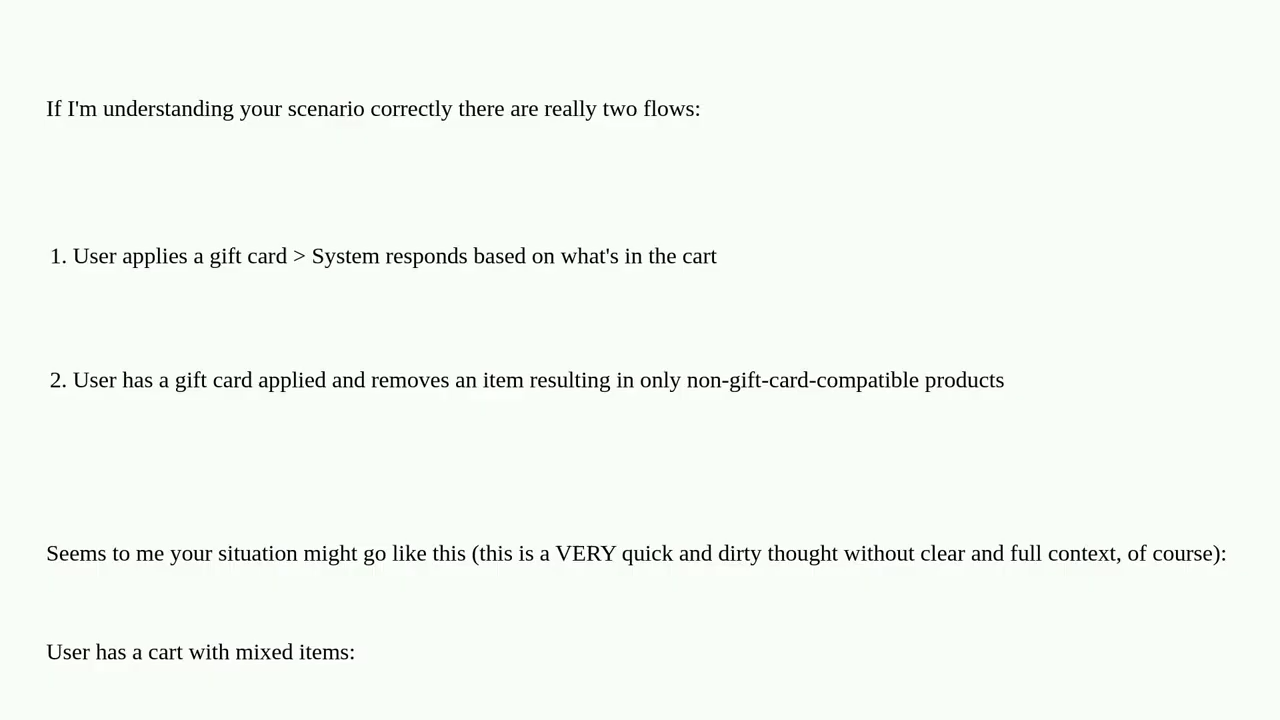 If I'm understanding your scenario correctly there are really two flows:
1. User applies a gift card > System responds based on what's in the cart
2. User has a gift card applied and removes an item resulting in only non-gift-card-compatible products
Seems to me your situation might go like this (this is a VERY quick and dirty thought without clear and full context, of course):
User has a cart with mixed items: